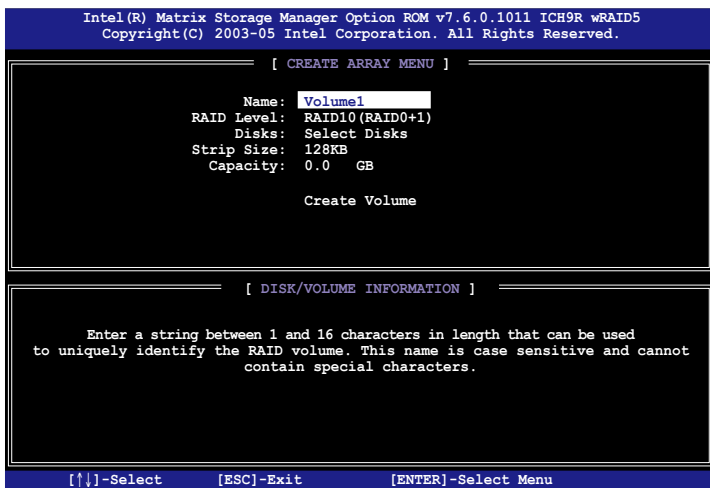 Intel(R) Matrix Storage Manager Option ROM v7.6.0.1011 ICH9R wRAID5
Copyright(C) 2003-05 Intel Corporation. All Rights Reserved.
[ CREATE ARRAY MENU ]
Name: Volume1
RAID Level: RAID10(RAID0+1)
Disks: Select Disks
Strip Size: 128KB
Capacity: 0.0 GB
Create Volume
[ DISK/VOLUME INFORMATION ]
Enter a string between 1 and 16 characters in length that can be used
to uniquely identify the RAID volume. This name is case sensitive and cannot
contain special characters.
[↑↓]-Select [ESC]-Exit [ENTER]-Select Menu